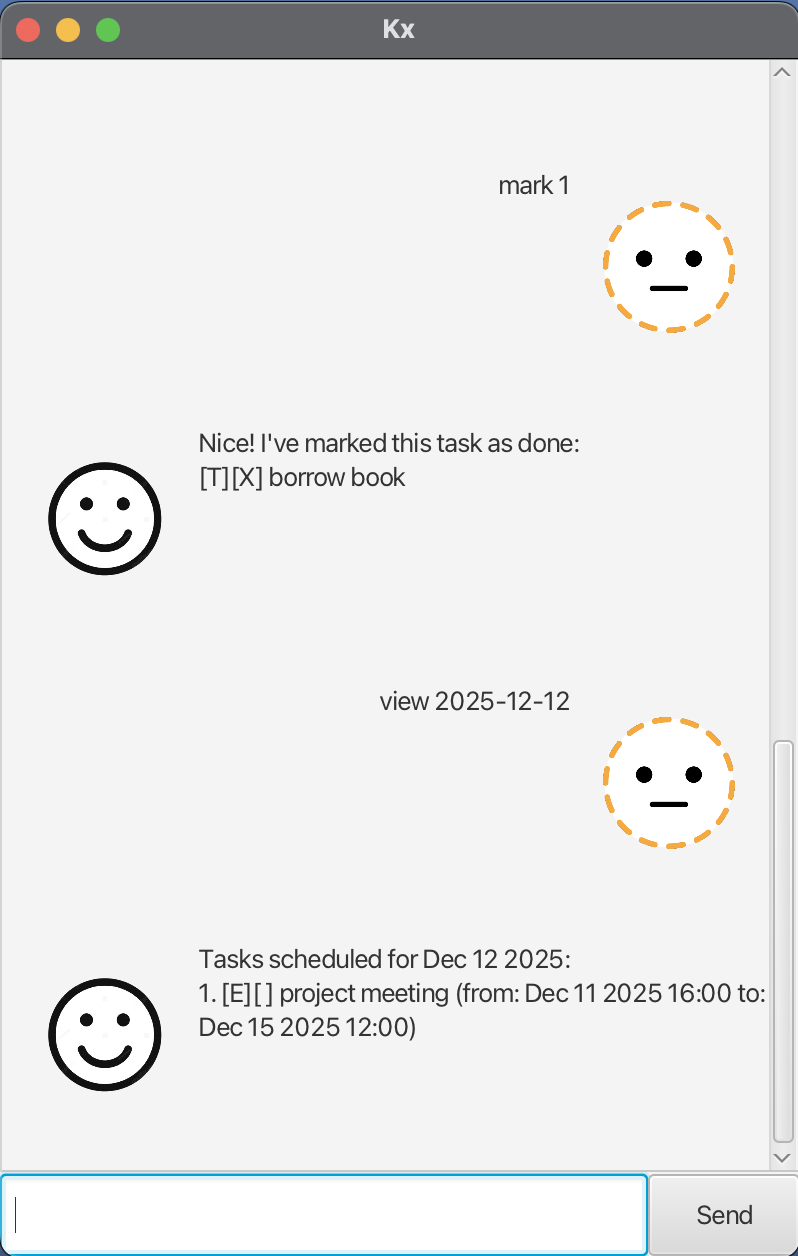 Kx
mark 1
Nice! I've marked this task as done:
[T][X] borrow book
view 2025-12-12
Tasks scheduled for Dec 12 2025:
1. [E][ ] project meeting (from: Dec 11 2025 16:00 to:
Dec 15 2025 12:00)
Send